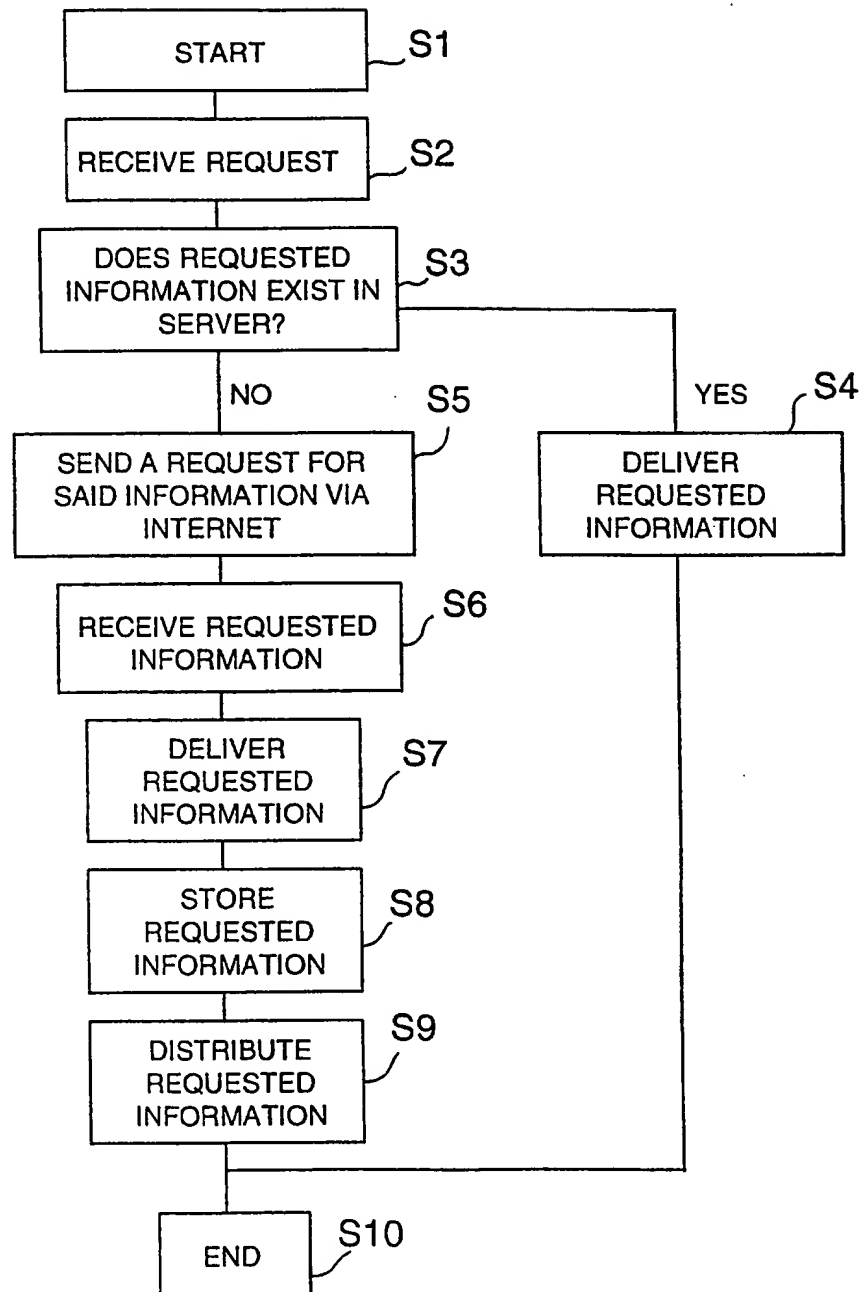 START
S1
RECEIVE REQUEST
S2
DOES REQUESTED
INFORMATION EXIST IN
SERVER?
S3
NO
YES
S5
S4
SEND A REQUEST FOR
SAID INFORMATION VIA
INTERNET
DELIVER
REQUESTED
INFORMATION
S6
RECEIVE REQUESTED
INFORMATION
DELIVER
REQUESTED
INFORMATION
S7
STORE
REQUESTED
INFORMATION
S8
S9
DISTRIBUTE
REQUESTED
INFORMATION
END
S10